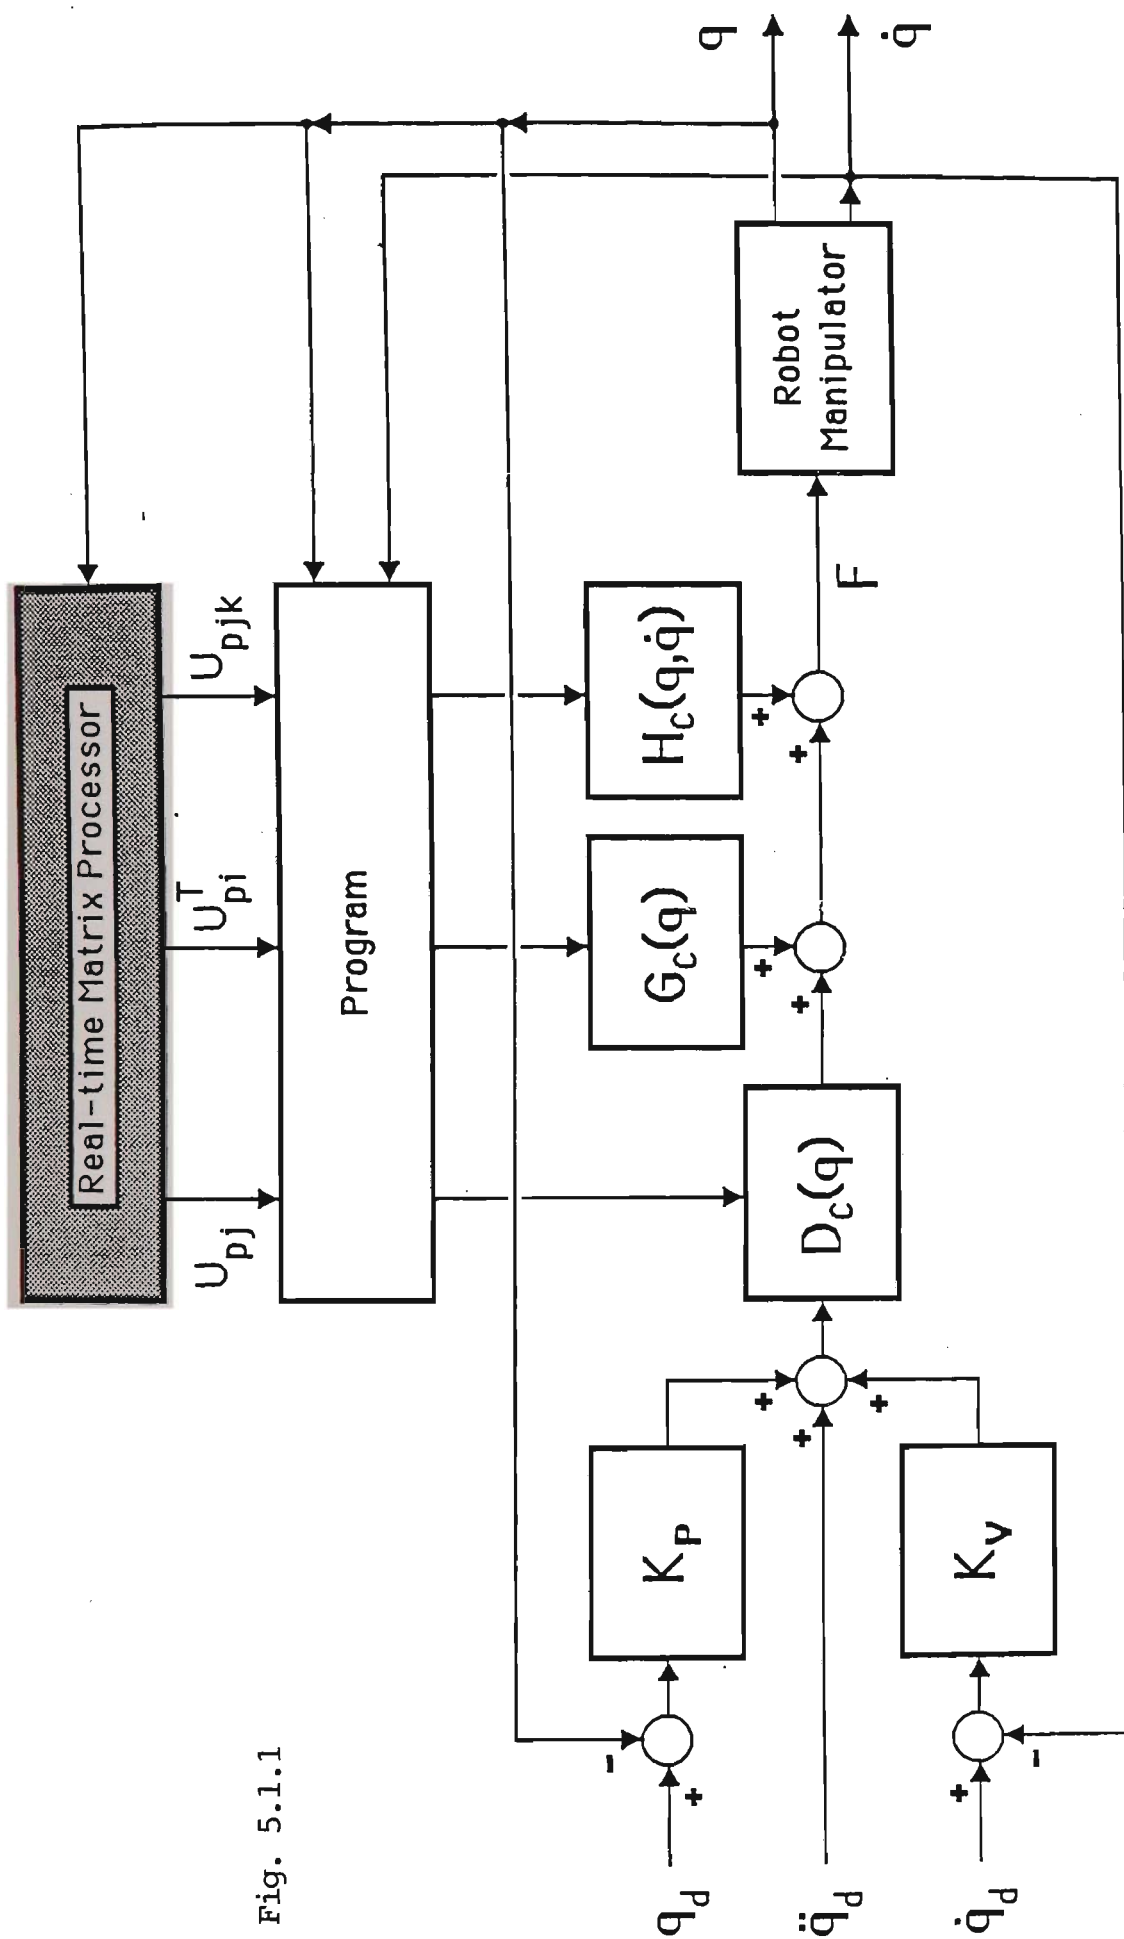 Real-time Matrix Processor
U_pj
U^T_pi
U_pjk
Program
G_c(q)
H_c(q,q̇)
D_c(q)
K_P
K_v
Robot
Manipulator
F
q
q̇
q_d
q̈_d
q̇_d
+
-
+
+
+
+
+
-
+
+
+
+
Fig. 5.1.1